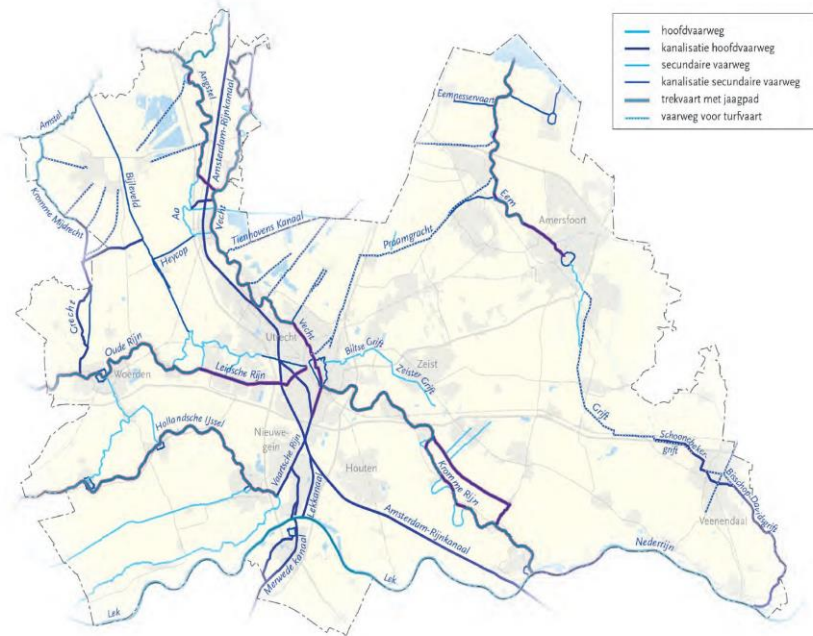 hoofdvaarweg
kanalisatie hoofdvaarweg
secundaire vaarweg
kanalisatie secundaire vaarweg
trekvaart met jaagpad
vaarweg voor turfvaart
Angstel
Amsterdam-Rijnkanaal
Amstel
Kromme Mijdrecht
Bijleveld
Aa
Vecht
Tienhovens Kanaal
Heycop
Grecht
Eemnesservaart
Eem
Amersfoort
Praamgracht
Vecht
Utrecht
Biltse Grift
Zeister Grift
Zeist
Oude Rijn
Woerden
Leidsche Rijn
Hollandsche IJssel
Nieuwe-
gein
Vaartsche Rijn
Houten
Lekkanaal
Kromme Rijn
Amsterdam-Rijnkanaal
Merwede Kanaal
Lek
Lek
Nederrijn
Grift
Schoonebeker-
grift
Bisschop Davidsgrift
Veenendaal